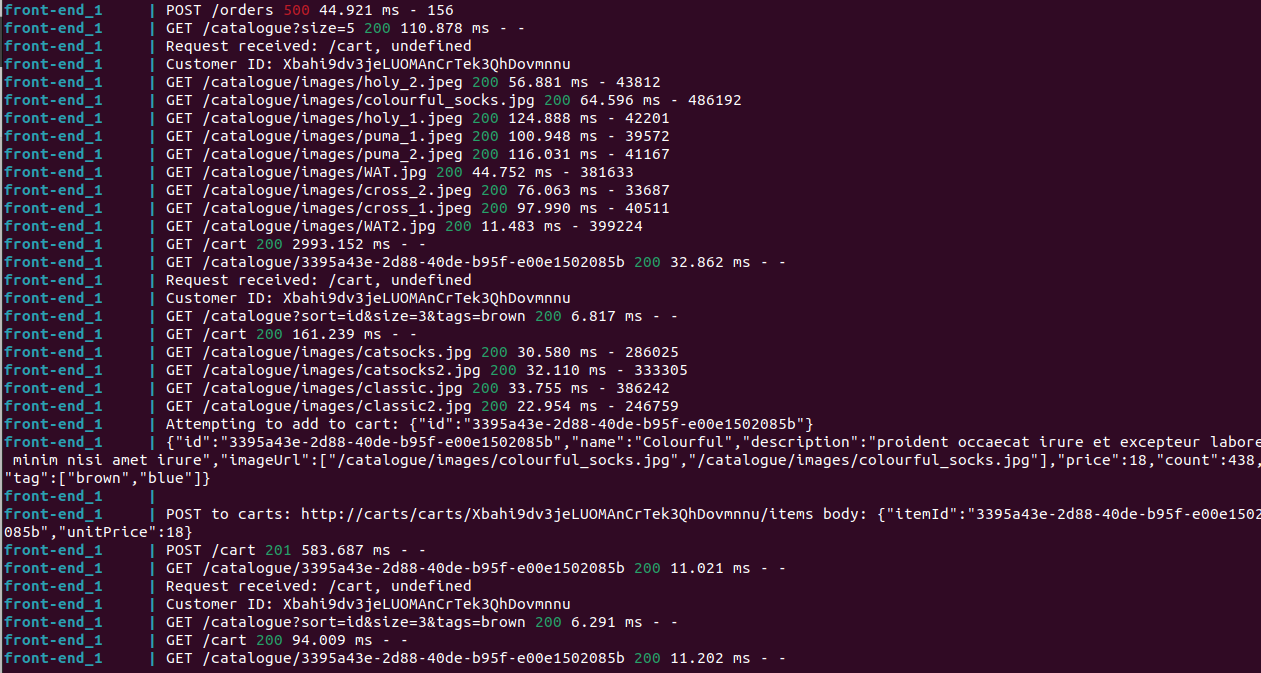 front-end_1     | POST /orders 500 44.921 ms - 156
front-end_1     | GET /catalogue?size=5 200 110.878 ms - -
front-end_1     | Request received: /cart, undefined
front-end_1     | Customer ID: Xbahi9dv3jeLUOMAnCrTek3QhDovmnnu
front-end_1     | GET /catalogue/images/holy_2.jpeg 200 56.881 ms - 43812
front-end_1     | GET /catalogue/images/colourful_socks.jpg 200 64.596 ms - 486192
front-end_1     | GET /catalogue/images/holy_1.jpeg 200 124.888 ms - 42201
front-end_1     | GET /catalogue/images/puma_1.jpeg 200 100.948 ms - 39572
front-end_1     | GET /catalogue/images/puma_2.jpeg 200 116.031 ms - 41167
front-end_1     | GET /catalogue/images/WAT.jpg 200 44.752 ms - 381633
front-end_1     | GET /catalogue/images/cross_2.jpeg 200 76.063 ms - 33687
front-end_1     | GET /catalogue/images/cross_1.jpeg 200 97.990 ms - 40511
front-end_1     | GET /catalogue/images/WAT2.jpg 200 11.483 ms - 399224
front-end_1     | GET /cart 200 2993.152 ms - -
front-end_1     | GET /catalogue/3395a43e-2d88-40de-b95f-e00e1502085b 200 32.862 ms - -
front-end_1     | Request received: /cart, undefined
front-end_1     | Customer ID: Xbahi9dv3jeLUOMAnCrTek3QhDovmnnu
front-end_1     | GET /catalogue?sort=id&size=3&tags=brown 200 6.817 ms - -
front-end_1     | GET /cart 200 161.239 ms - -
front-end_1     | GET /catalogue/images/catsocks.jpg 200 30.580 ms - 286025
front-end_1     | GET /catalogue/images/catsocks2.jpg 200 32.110 ms - 333305
front-end_1     | GET /catalogue/images/classic.jpg 200 33.755 ms - 386242
front-end_1     | GET /catalogue/images/classic2.jpg 200 22.954 ms - 246759
front-end_1     | Attempting to add to cart: {"id":"3395a43e-2d88-40de-b95f-e00e1502085b"}
front-end_1     | {"id":"3395a43e-2d88-40de-b95f-e00e1502085b","name":"Colourful","description":"proident occaecat irure et excepteur labore
 minim nisi amet irure","imageUrl":["/catalogue/images/colourful_socks.jpg","/catalogue/images/colourful_socks.jpg"],"price":18,"count":438,
"tag":["brown","blue"]}
front-end_1     |
front-end_1     | POST to carts: http://carts/carts/Xbahi9dv3jeLUOMAnCrTek3QhDovmnnu/items body: {"itemId":"3395a43e-2d88-40de-b95f-e00e1502
085b","unitPrice":18}
front-end_1     | POST /cart 201 583.687 ms - -
front-end_1     | GET /catalogue/3395a43e-2d88-40de-b95f-e00e1502085b 200 11.021 ms - -
front-end_1     | Request received: /cart, undefined
front-end_1     | Customer ID: Xbahi9dv3jeLUOMAnCrTek3QhDovmnnu
front-end_1     | GET /catalogue?sort=id&size=3&tags=brown 200 6.291 ms - -
front-end_1     | GET /cart 200 94.009 ms - -
front-end_1     | GET /catalogue/3395a43e-2d88-40de-b95f-e00e1502085b 200 11.202 ms - -